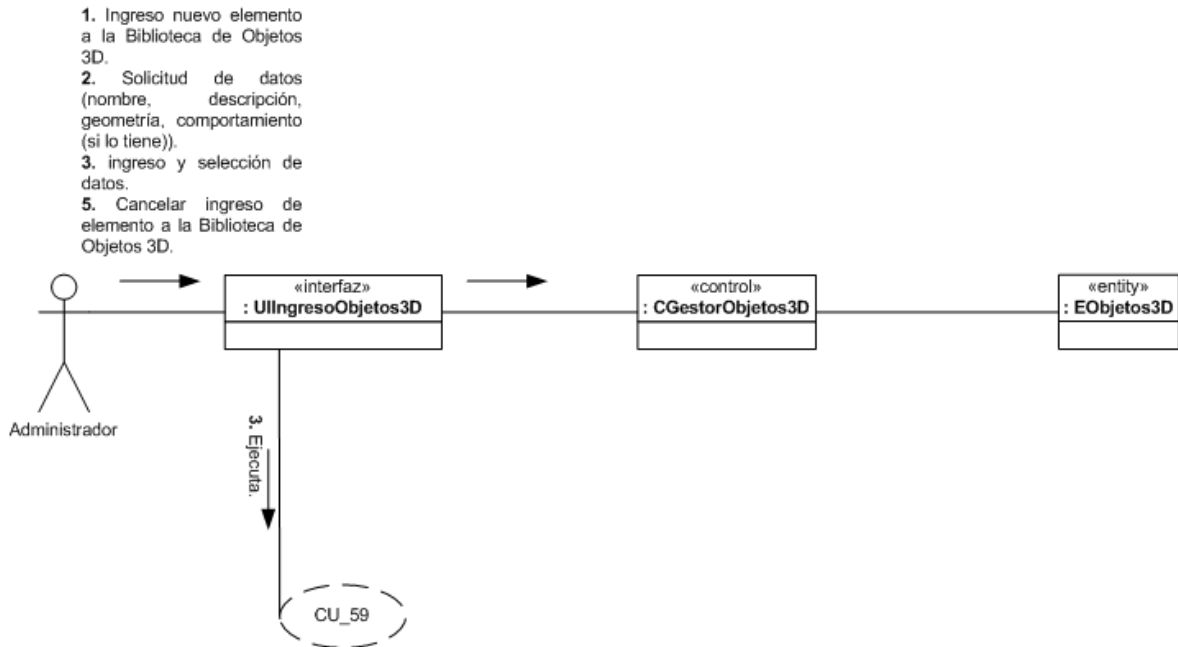 1. Ingreso nuevo elemento
a la Biblioteca de Objetos
3D.
2. Solicitud de datos
(nombre, descripción,
geometría, comportamiento
(si lo tiene)).
3. ingreso y selección de
datos.
5. Cancelar ingreso de
elemento a la Biblioteca de
Objetos 3D.
«interfaz»
: UIIngresoObjetos3D
«control»
: CGestorObjetos3D
«entity»
: EObjetos3D
Administrador
3. Ejecuta.
CU_59